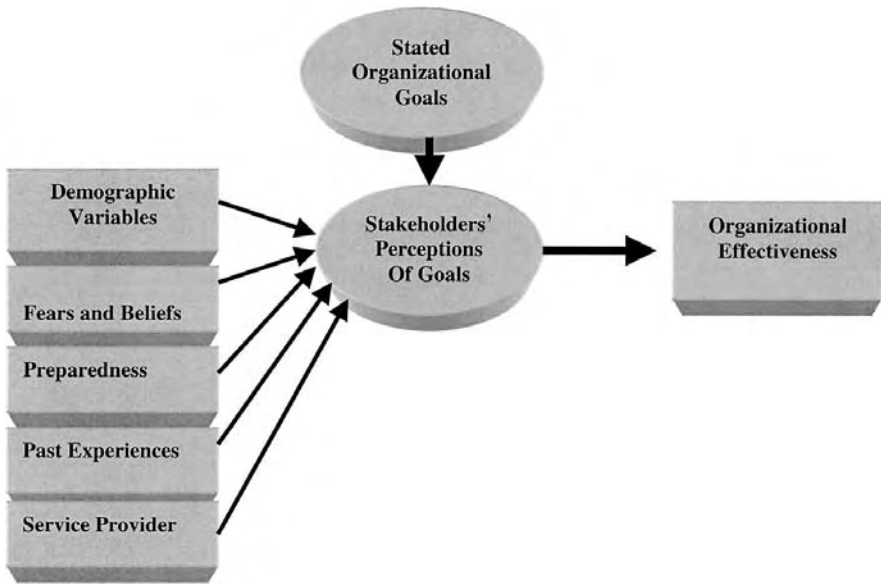 Stated
Organizational
Goals
Demographic
Variables
Fears and Beliefs
Preparedness
Past Experiences
Service Provider
Stakeholders'
Perceptions
Of Goals
Organizational
Effectiveness